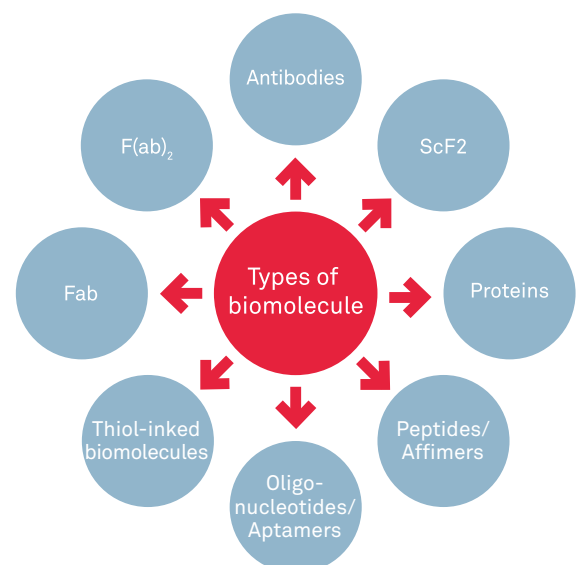 Antibodies
ScF2
Proteins
Peptides/
Affimers
Oligo-
nucleotides/
Aptamers
Thiol-inked
biomolecules
Fab
F(ab)₂
Types of
biomolecule